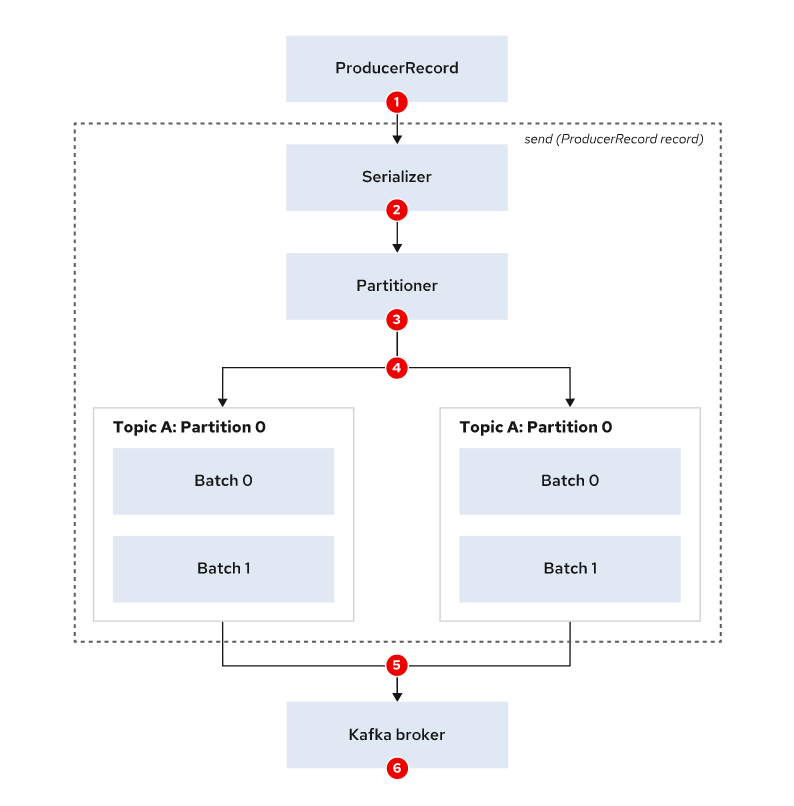 ProducerRecord
1
send (ProducerRecord record)
Serializer
2
Partitioner
3
4
Topic A: Partition 0
Batch 0
Batch 1
Topic A: Partition 0
Batch 0
Batch 1
5
Kafka broker
6